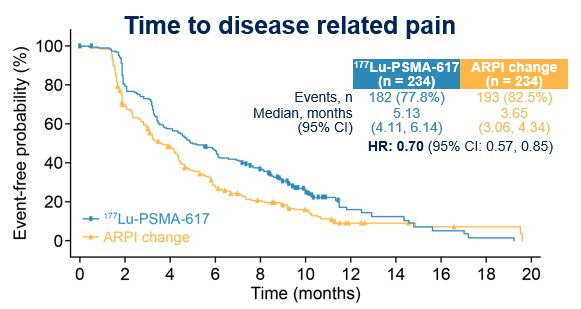 Time to disease related pain
177Lu-PSMA-617 ARPI change
(n = 234) (n = 234)
Events, n 182 (77.8%) 193 (82.5%)
Median, months 5.13 3.65
(95% CI) (4.11, 6.14) (3.06, 4.34)
HR: 0.70 (95% CI: 0.57, 0.85)
Event-free probability (%)
100
80
60
40
20
0
177Lu-PSMA-617
ARPI change
0 2 4 6 8 10 12 14 16 18 20
Time (months)